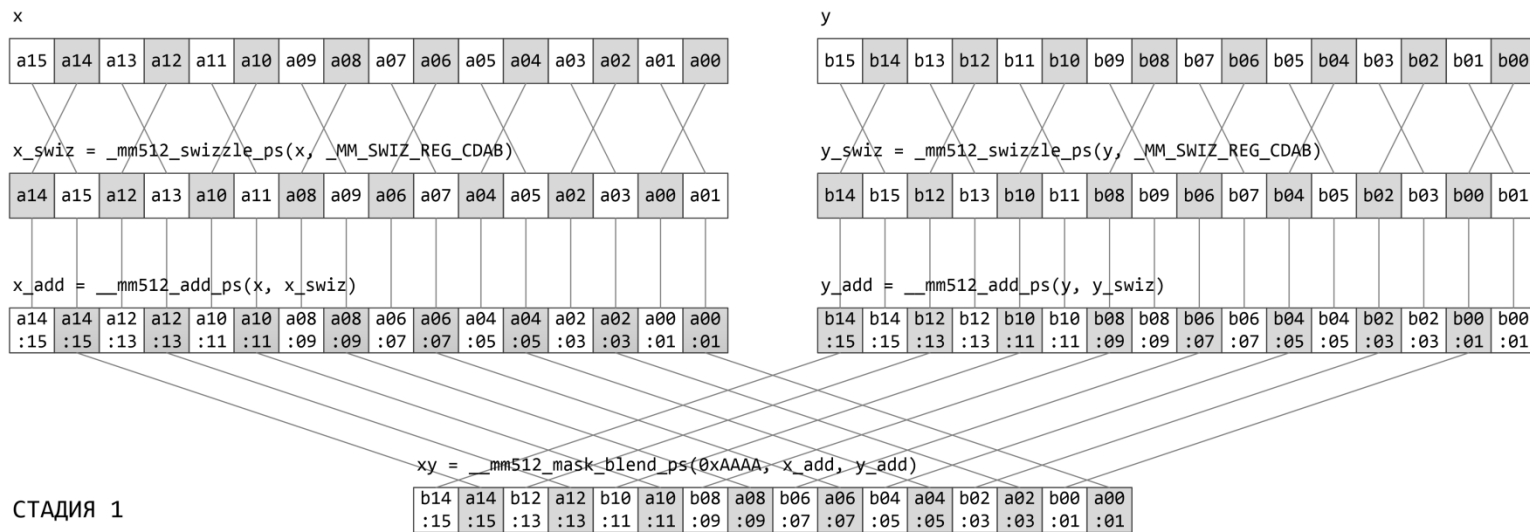 x y
a15 a14 a13 a12 a11 a10 a09 a08 a07 a06 a05 a04 a03 a02 a01 a00 b15 b14 b13 b12 b11 b10 b09 b08 b07 b06 b05 b04 b03 b02 b01 b00
x_swiz = _mm512_swizzle_ps(x, _MM_SWIZ_REG_CDAB) y_swiz = _mm512_swizzle_ps(y, _MM_SWIZ_REG_CDAB)
a14 a15 a12 a13 a10 a11 a08 a09 a06 a07 a04 a05 a02 a03 a00 a01 b14 b15 b12 b13 b10 b11 b08 b09 b06 b07 b04 b05 b02 b03 b00 b01
x_add = __mm512_add_ps(x, x_swiz) y_add = __mm512_add_ps(y, y_swiz)
a14 a14 a12 a12 a10 a10 a08 a08 a06 a06 a04 a04 a02 a02 a00 a00 b14 b14 b12 b12 b10 b10 b08 b08 b06 b06 b04 b04 b02 b02 b00 b00
:15 :15 :13 :13 :11 :11 :09 :09 :07 :07 :05 :05 :03 :03 :01 :01 :15 :15 :13 :13 :11 :11 :09 :09 :07 :07 :05 :05 :03 :03 :01 :01
xy = __mm512_mask_blend_ps(0xAAAA, x_add, y_add)
b14 a14 b12 a12 b10 a10 b08 a08 b06 a06 b04 a04 b02 a02 b00 a00
СТАДИЯ 1 :15 :15 :13 :13 :11 :11 :09 :09 :07 :07 :05 :05 :03 :03 :01 :01